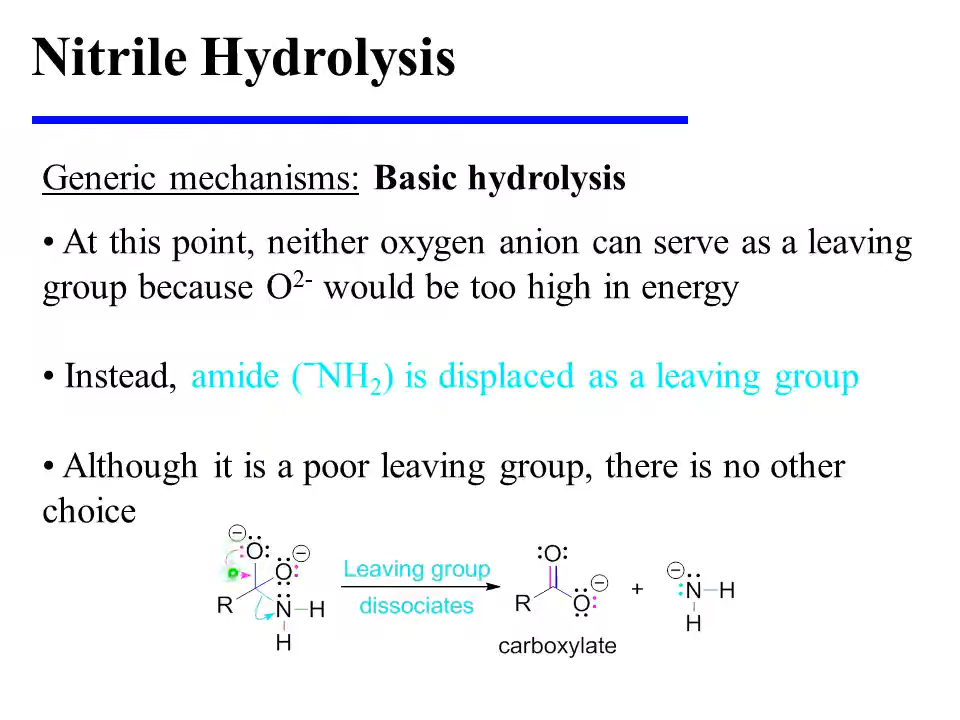 Nitrile Hydrolysis
Generic mechanisms: Basic hydrolysis
• At this point, neither oxygen anion can serve as a leaving
group because O²⁻ would be too high in energy
• Instead, amide (⁻NH₂) is displaced as a leaving group
• Although it is a poor leaving group, there is no other
choice
O O R N H H
Leaving group
dissociates
O R O
carboxylate
+
N H H